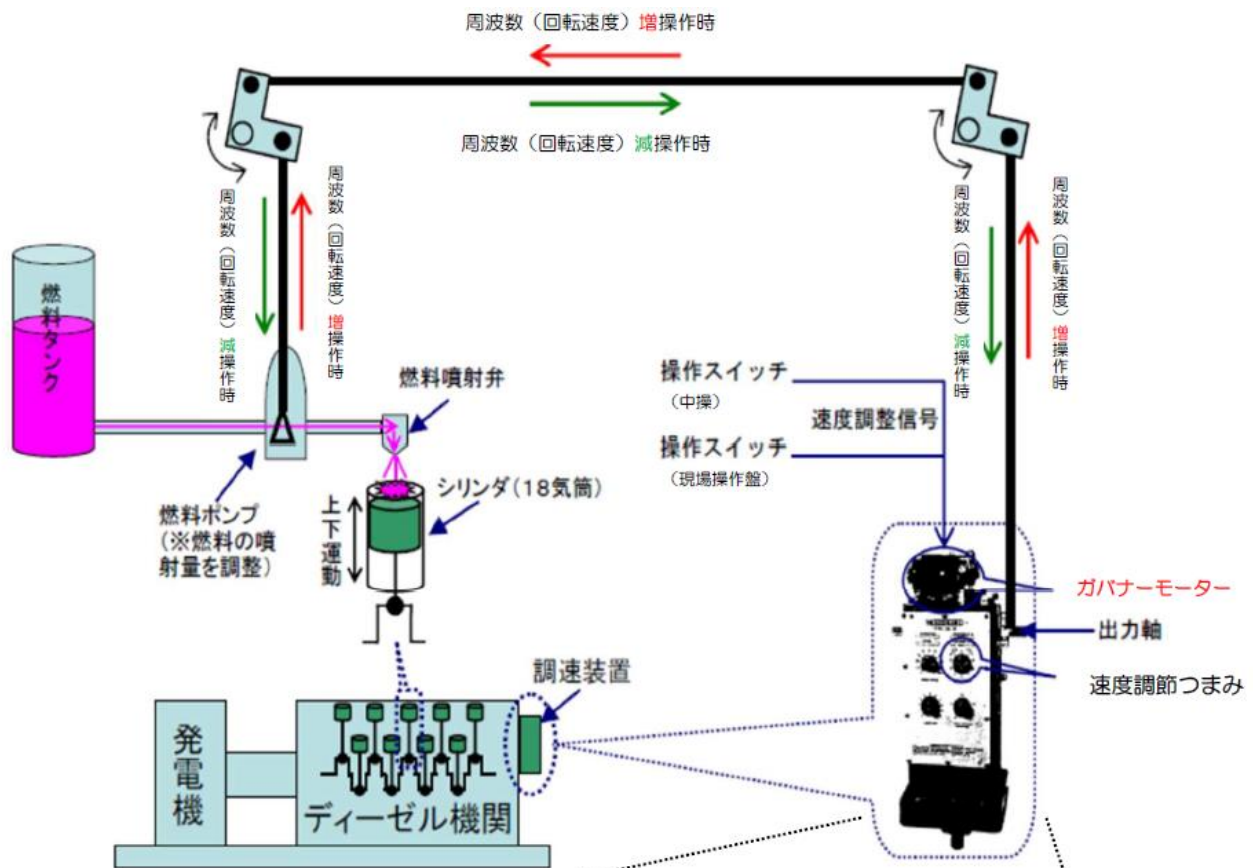 周波数（回転速度）増操作時
周波数（回転速度）減操作時
周波数（回転速度）減操作時
周波数（回転速度）増操作時
周波数（回転速度）減操作時
周波数（回転速度）増操作時
燃料タンク
燃料噴射弁
操作スイッチ
（中操）
速度調整信号
操作スイッチ
（現場操作盤）
シリンダ（18気筒）
上下運動
燃料ポンプ
（※燃料の噴
射量を調整）
ガバナーモーター
出力軸
速度調節つまみ
調速装置
発電機
ディーゼル機関